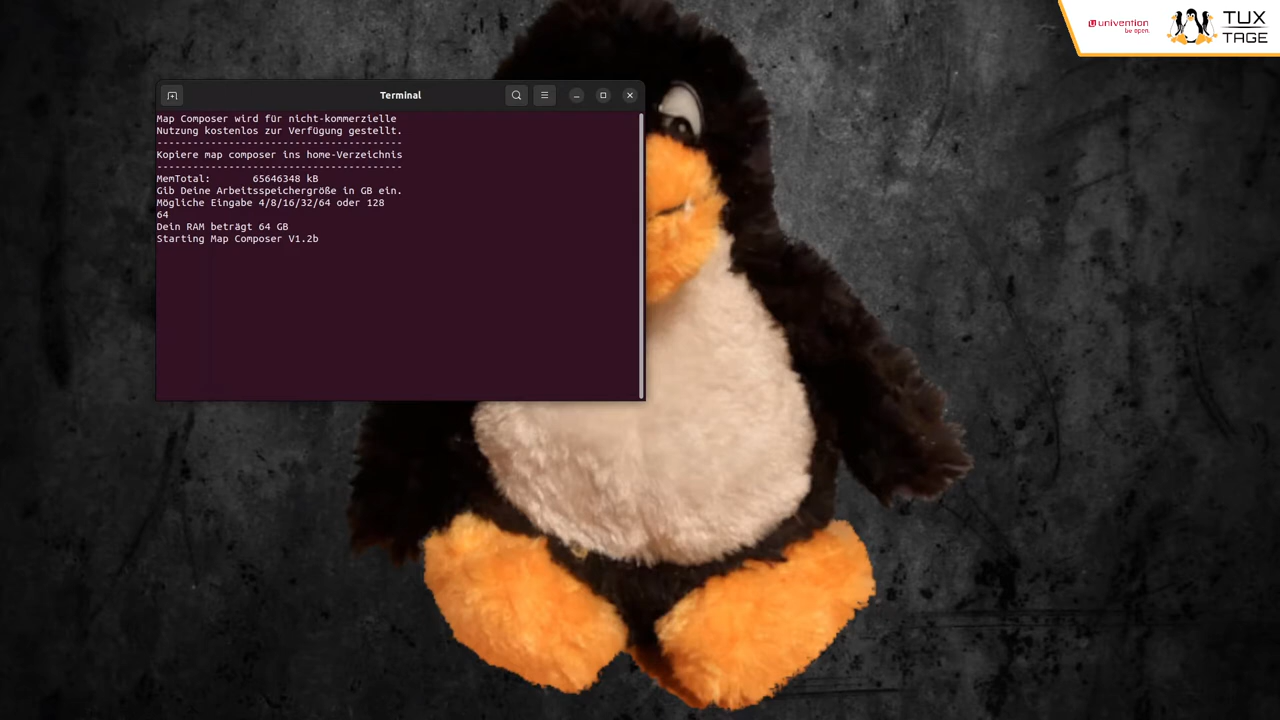 univention
be open.
TUX
TAGE
Terminal
Map Composer wird für nicht-kommerzielle
Nutzung kostenlos zur Verfügung gestellt.
-----------------------------------------
Kopiere map composer ins home-Verzeichnis
-----------------------------------------
MemTotal:       65646348 kB
Gib Deine Arbeitsspeichergröße in GB ein.
Mögliche Eingabe 4/8/16/32/64 oder 128
64
Dein RAM beträgt 64 GB
Starting Map Composer V1.2b